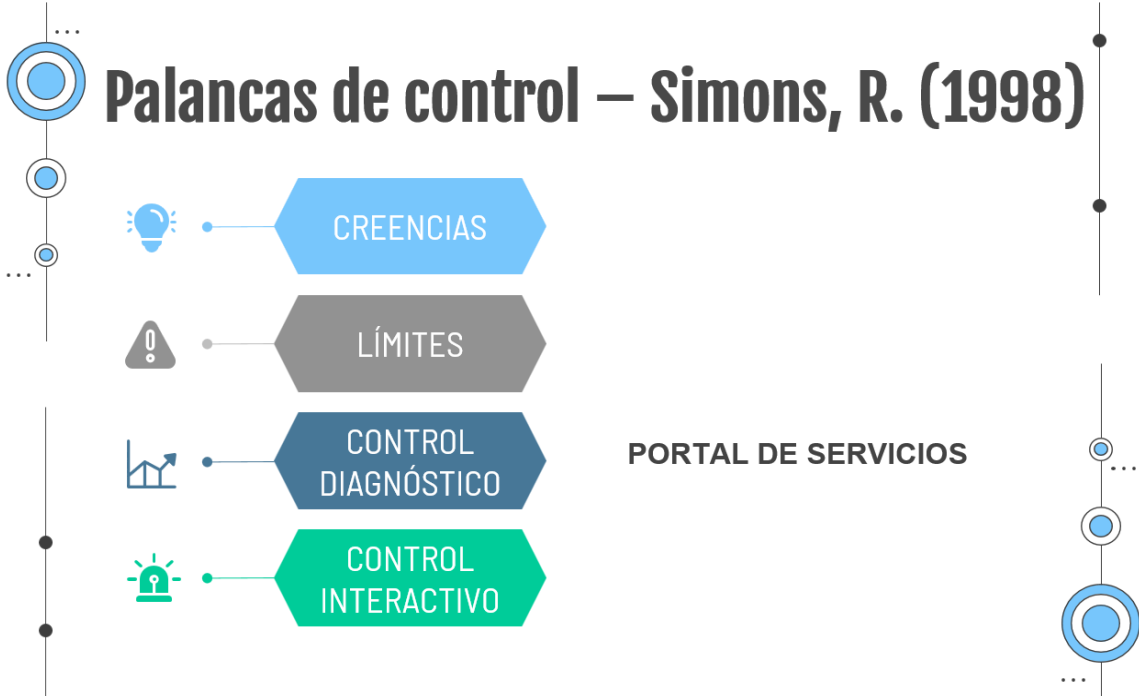 Palancas de control – Simons, R. (1998)
CREENCIAS
LÍMITES
CONTROL
DIAGNÓSTICO
PORTAL DE SERVICIOS
CONTROL
INTERACTIVO